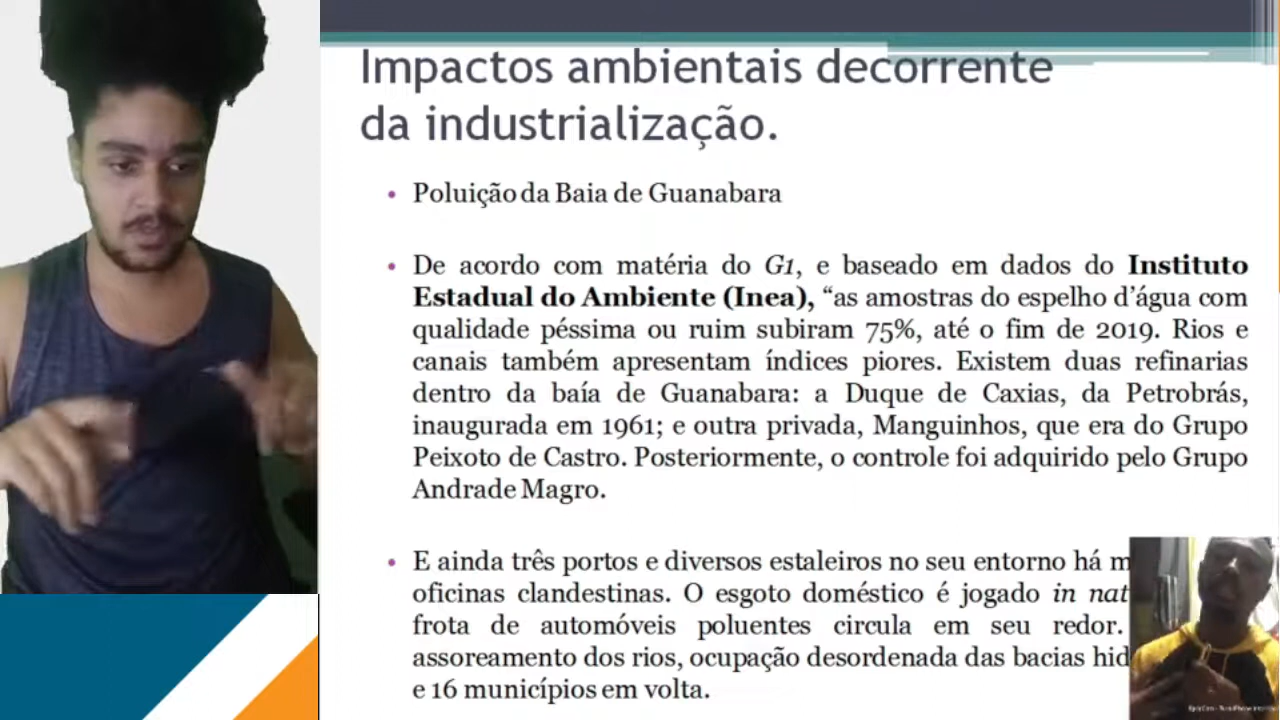 Impactos ambientais decorrente
da industrialização.
• Poluição da Baia de Guanabara
• De acordo com matéria do G1, e baseado em dados do Instituto
Estadual do Ambiente (Inea), “as amostras do espelho d’água com
qualidade péssima ou ruim subiram 75%, até o fim de 2019. Rios e
canais também apresentam índices piores. Existem duas refinarias
dentro da baía de Guanabara: a Duque de Caxias, da Petrobrás,
inaugurada em 1961; e outra privada, Manguinhos, que era do Grupo
Peixoto de Castro. Posteriormente, o controle foi adquirido pelo Grupo
Andrade Magro.
• E ainda três portos e diversos estaleiros no seu entorno há m
oficinas clandestinas. O esgoto doméstico é jogado in nat
frota de automóveis poluentes circula em seu redor.
assoreamento dos rios, ocupação desordenada das bacias hid
e 16 municípios em volta.